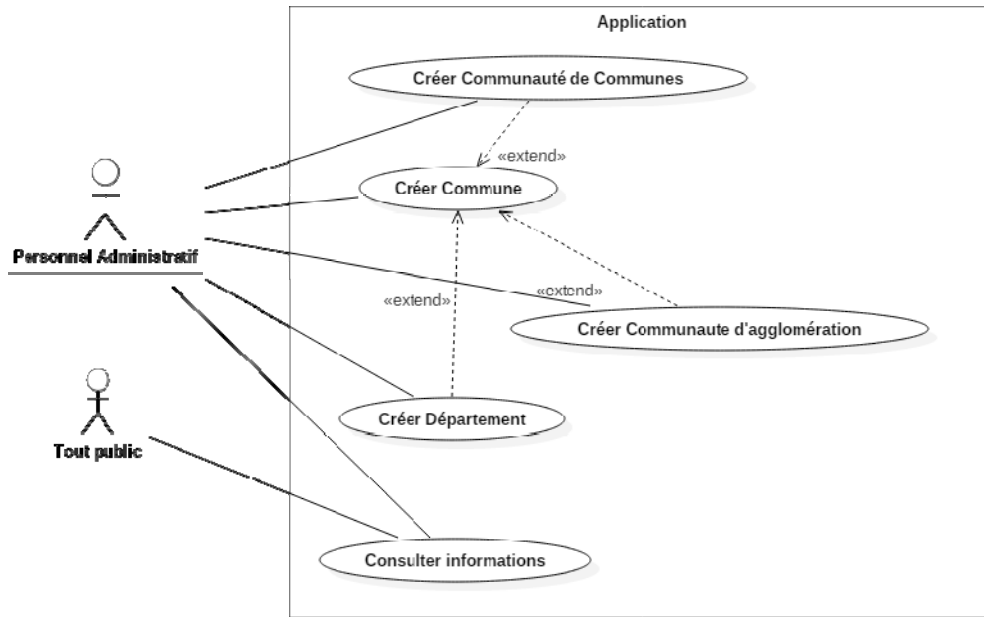 Application
Créer Communauté de Communes
«extend»
Créer Commune
Personnel Administratif
«extend»
«extend»
Créer Communaute d'agglomération
Créer Département
Tout public
Consulter informations